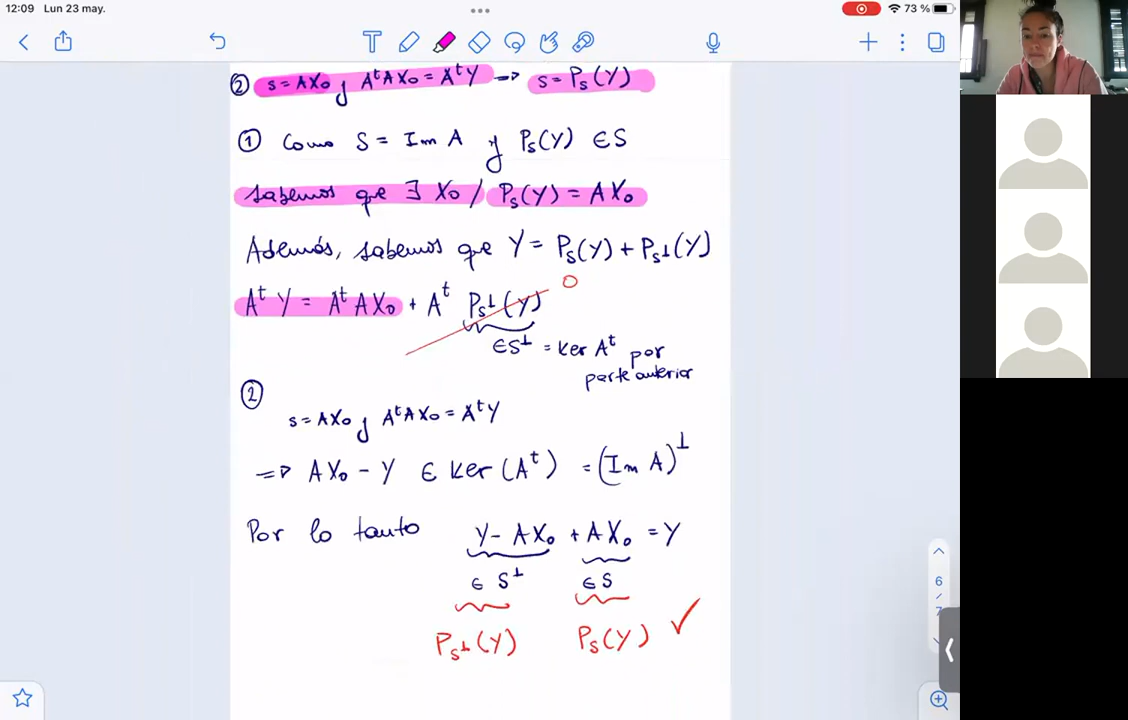 12:09 Lun 23 may.
73 %
② s = AX₀ y AᵗAX₀ = AᵗY → s = Pₛ(Y)
① Como S = Im A y Pₛ(Y) ∈ S
sabemos que ∃ X₀ / Pₛ(Y) = AX₀
Además, sabemos que Y = Pₛ(Y) + Pₛ⊥(Y)
AᵗY = AᵗAX₀ + Aᵗ Pₛ⊥(Y) 0
∈ S⊥ = ker Aᵗ por
parte anterior
②
s = AX₀ y AᵗAX₀ = AᵗY
⇒ AX₀ - Y ∈ ker (Aᵗ) = (Im A)⊥
Por lo tanto Y - AX₀ + AX₀ = Y
∈ S⊥ ∈ S
Pₛ⊥(Y) Pₛ(Y) ✓
6
/
7